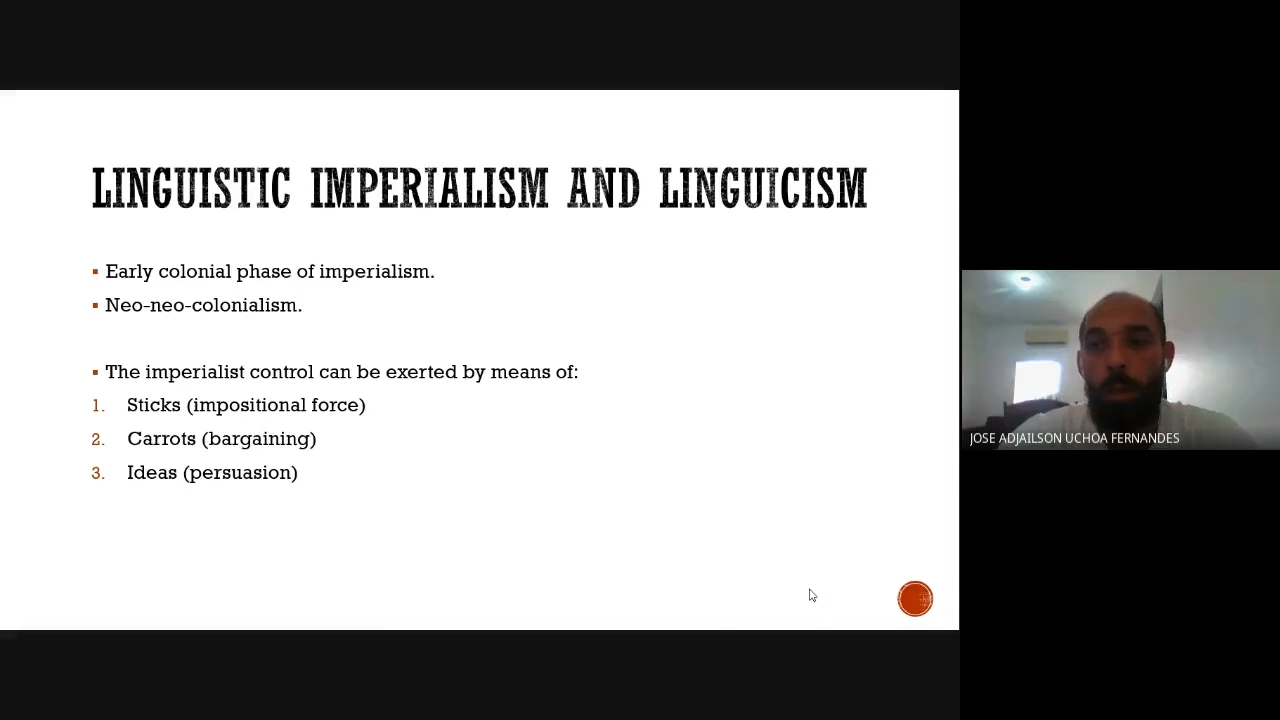 LINGUISTIC IMPERIALISM AND LINGUICISM
▪ Early colonial phase of imperialism.
▪ Neo-neo-colonialism.
▪ The imperialist control can be exerted by means of:
1. Sticks (impositional force)
2. Carrots (bargaining)
3. Ideas (persuasion)
JOSE ADJAILSON UCHOA FERNANDES